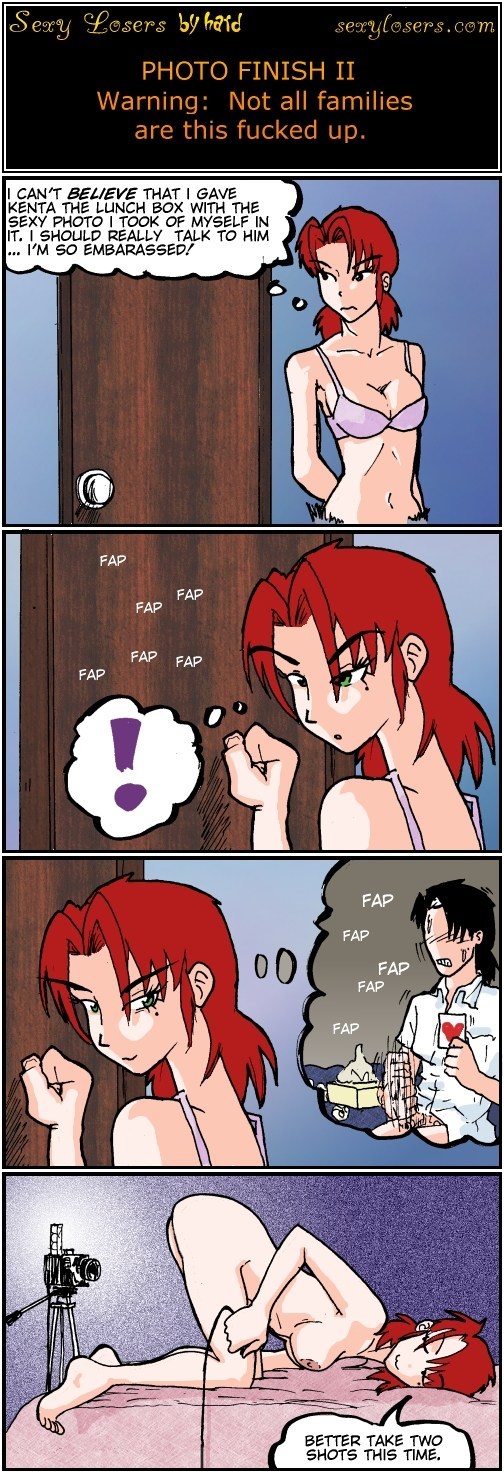 Sexy Losers by hard
sexylosers.com
PHOTO FINISH II
Warning: Not all families
are this fucked up.
I CAN'T BELIEVE THAT I GAVE
KENTA THE LUNCH BOX WITH THE
SEXY PHOTO I TOOK OF MYSELF IN
IT. I SHOULD REALLY TALK TO HIM
... I'M SO EMBARASSED!
FAP
FAP
FAP
FAP
FAP
FAP
!
FAP
FAP
FAP
FAP
FAP
BETTER TAKE TWO
SHOTS THIS TIME.